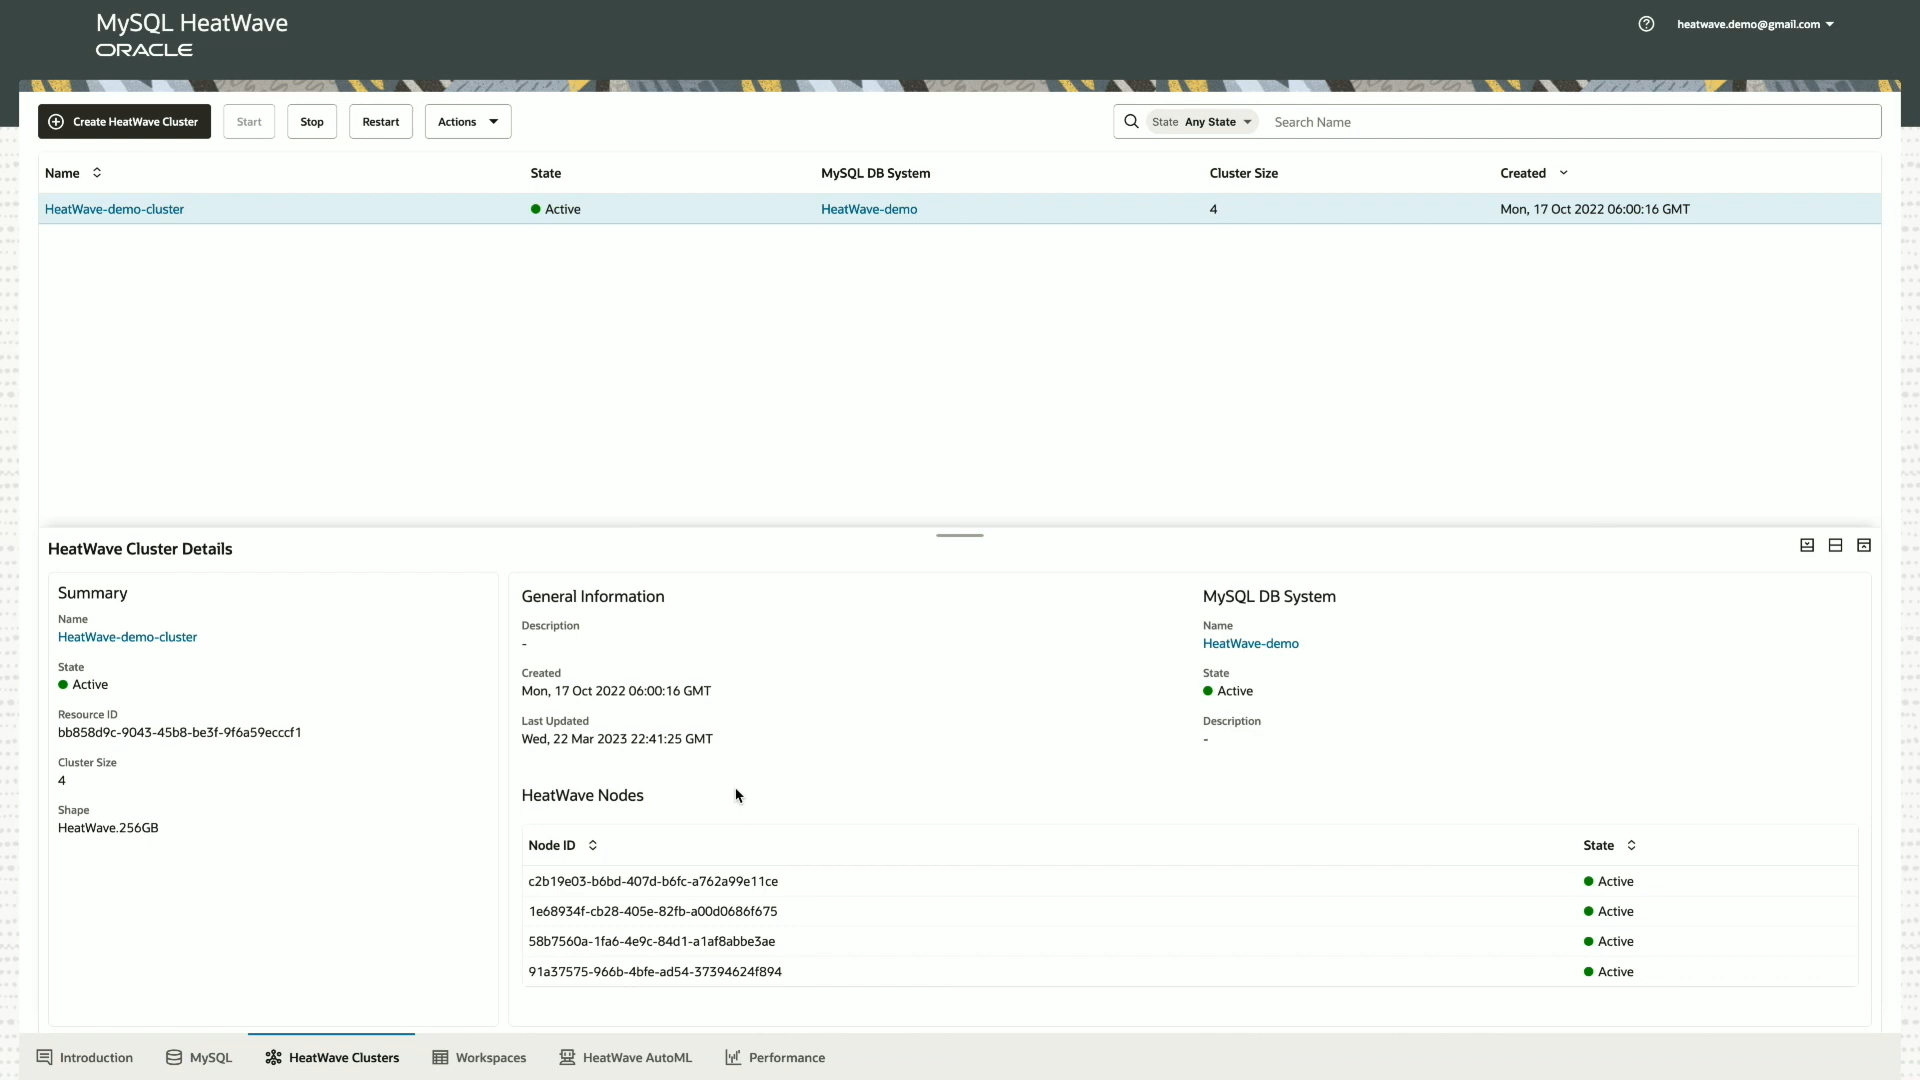 MySQL HeatWave
ORACLE
heatwave.demo@gmail.com
Create HeatWave Cluster
Start
Stop
Restart
Actions
State Any State
Search Name
Name State MySQL DB System Cluster Size Created
HeatWave-demo-cluster Active HeatWave-demo 4 Mon, 17 Oct 2022 06:00:16 GMT
HeatWave Cluster Details
Summary
Name
HeatWave-demo-cluster
State
Active
Resource ID
bb858d9c-9043-45b8-be3f-9f6a59ecccf1
Cluster Size
4
Shape
HeatWave.256GB
General Information
Description
-
Created
Mon, 17 Oct 2022 06:00:16 GMT
Last Updated
Wed, 22 Mar 2023 22:41:25 GMT
MySQL DB System
Name
HeatWave-demo
State
Active
Description
-
HeatWave Nodes
Node ID State
c2b19e03-b6bd-407d-b6fc-a762a99e11ce Active
1e68934f-cb28-405e-82fb-a00d0686f675 Active
58b7560a-1fa6-4e9c-84d1-a1af8abbe3ae Active
91a37575-966b-4bfe-ad54-37394624f894 Active
Introduction
MySQL
HeatWave Clusters
Workspaces
HeatWave AutoML
Performance